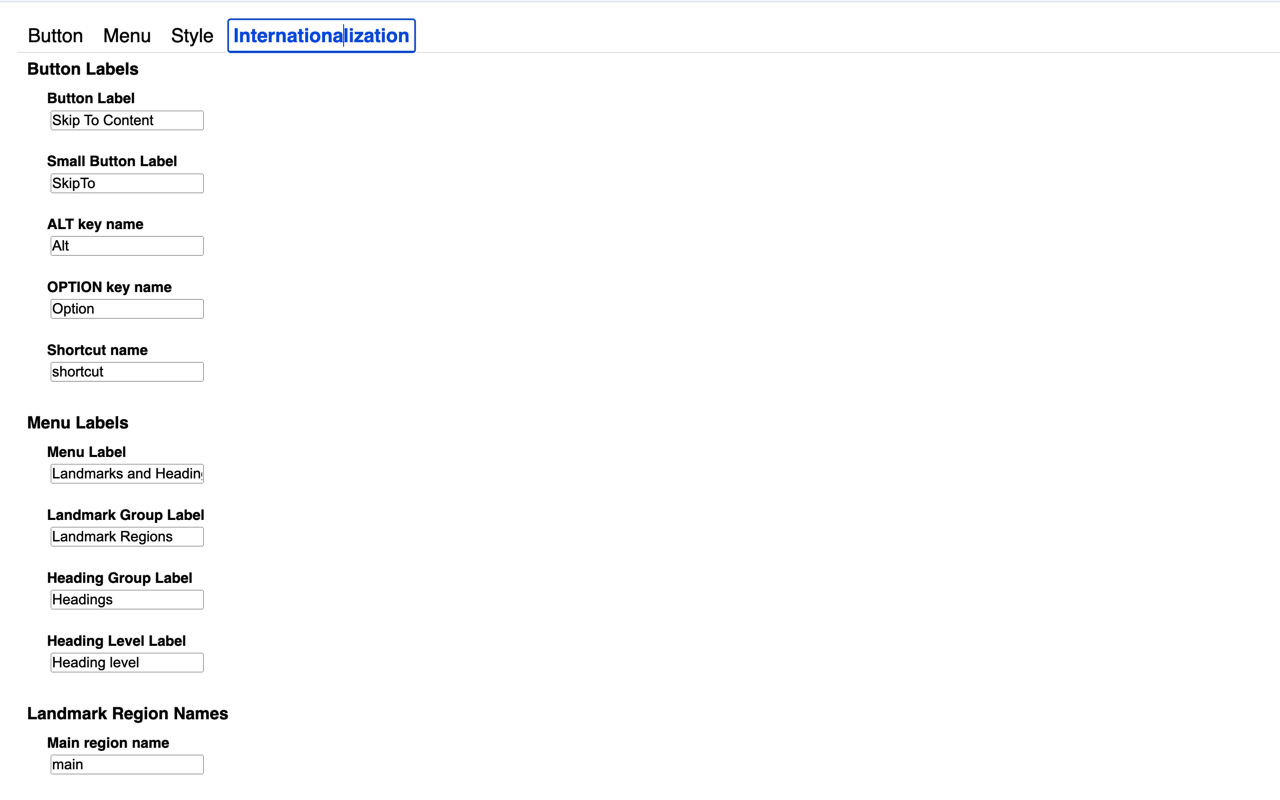 Button Menu Style Internationalization
Button Labels
Button Label
Skip To Content
Small Button Label
SkipTo
ALT key name
Alt
OPTION key name
Option
Shortcut name
shortcut
Menu Labels
Menu Label
Landmarks and Heading
Landmark Group Label
Landmark Regions
Heading Group Label
Headings
Heading Level Label
Heading level
Landmark Region Names
Main region name
main